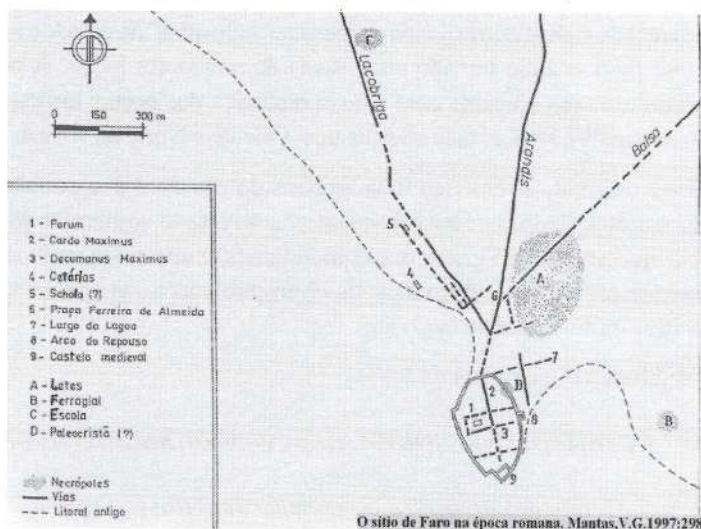 0 150 300 m
1 - Forum
2 - Cardo Maximus
3 - Decumanus Maximus
4 - Cetárias
5 - Schola (?)
6 - Praça Ferreira de Almeida
7 - Largo da Lagoa
8 - Arco do Repouso
9 - Castelo medieval
A - Letes
B - Ferragial
C - Escola
D - Paleocristã (?)
Necrópoles
Vias
Litoral antigo
C
Lacobriga
Arandis
Balsa
5
4
6
A
7
2
D
1
3
8
B
9
O sítio de Faro na época romana, Mantas,V.G.1997:298